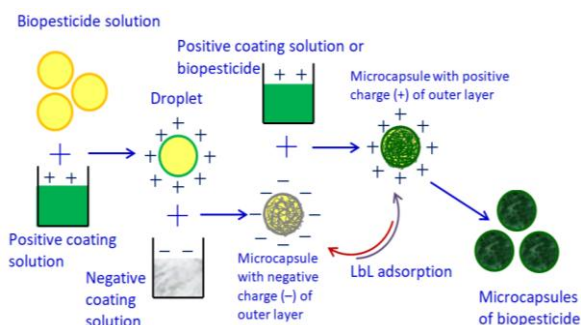 Biopesticide solution
Positive coating solution or
biopesticide
Microcapsule with positive
charge (+) of outer layer
Droplet
Positive coating
solution
Negative
coating
solution
Microcapsule
with negative
charge (–) of
outer layer
LbL adsorption
Microcapsules
of biopesticide